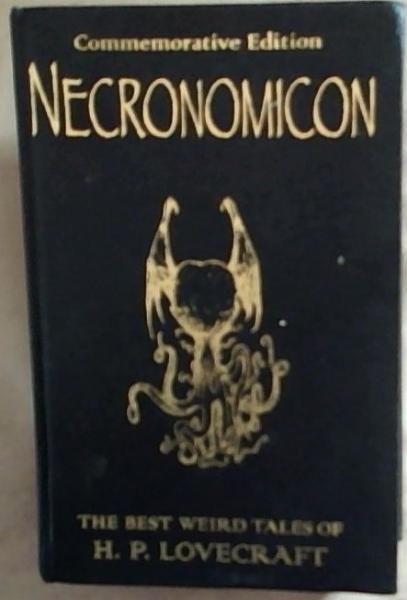 Commemorative Edition
NECRONOMICON
THE BEST WEIRD TALES OF
H. P. LOVECRAFT